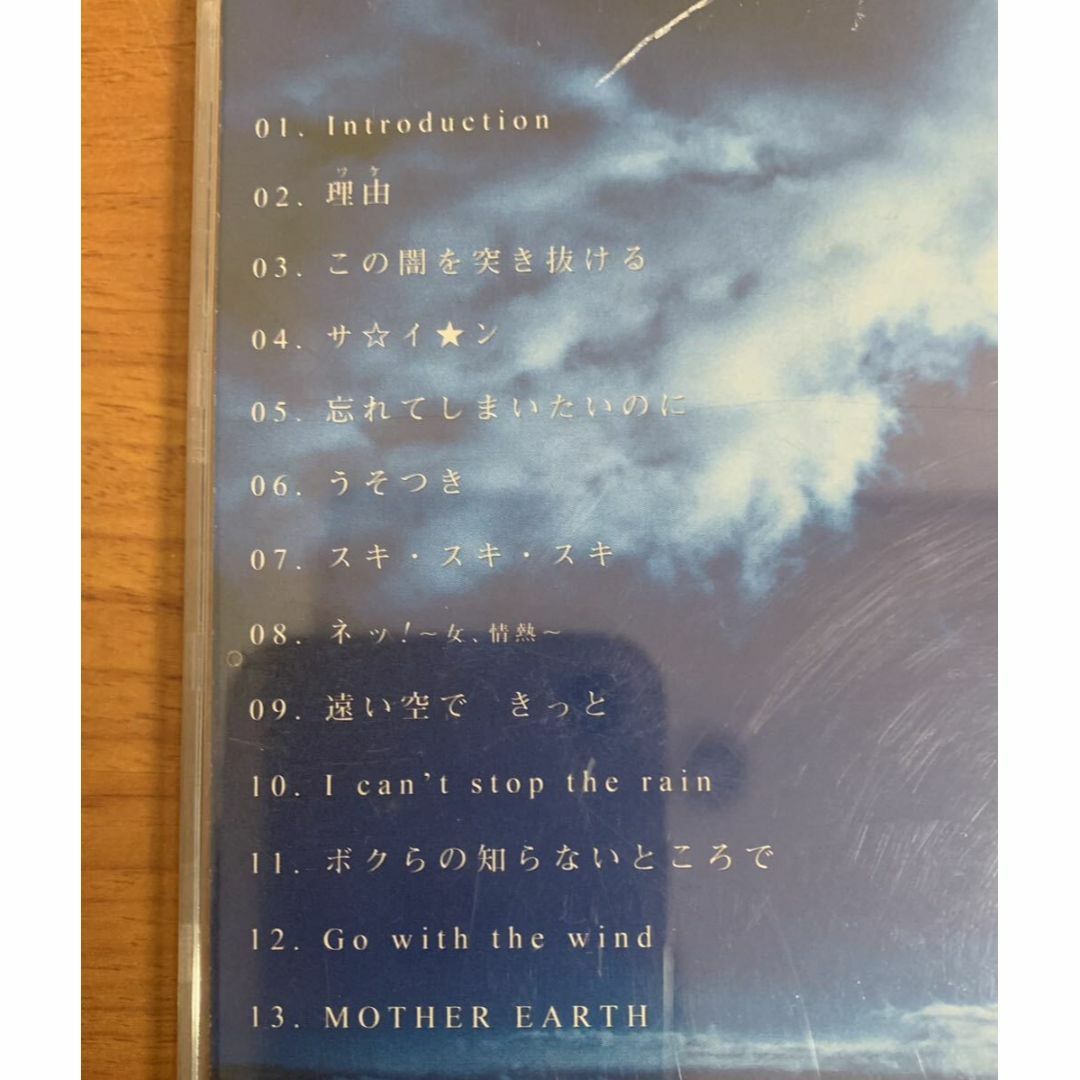 01. Introduction
ワケ
02. 理由
03. この闇を突き抜ける
04. サ☆イ★ン
05. 忘れてしまいたいのに
06. うそつき
07. スキ・スキ・スキ
08. ネッ!～女、情熱～
09. 遠い空で　きっと
10. I can't stop the rain
11. ボクらの知らないところで
12. Go with the wind
13. MOTHER EARTH